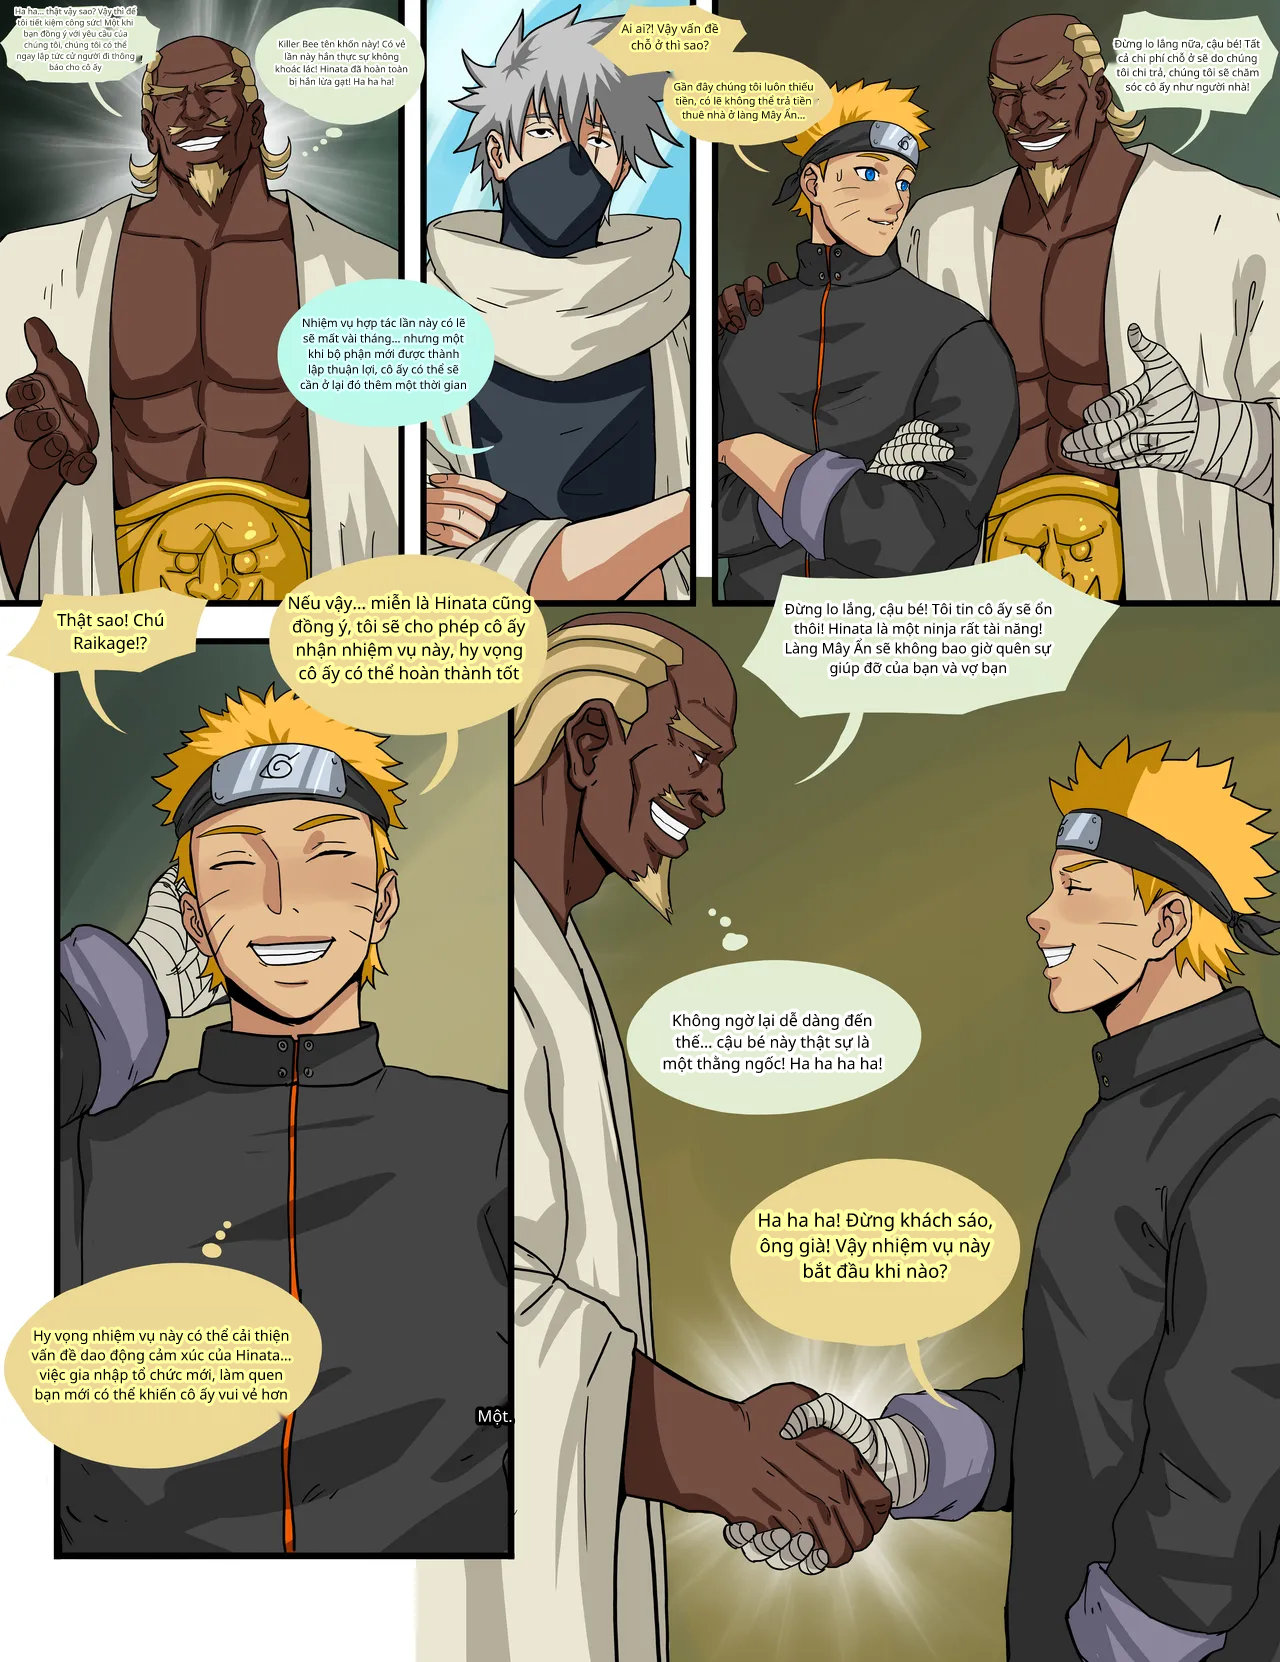 Ha ha... thật vậy sao? Vậy thì để
tôi tiết kiệm công sức! Một khi
bạn đồng ý với yêu cầu của
chúng tôi, chúng tôi có thể
ngay lập tức cử người đi thông
báo cho cô ấy
Killer Bee tên khốn này! Có vẻ
lần này hắn thực sự không
khoác lác! Hinata đã hoàn toàn
bị hắn lừa gạt! Ha ha ha!
Nhiệm vụ hợp tác lần này có lẽ
sẽ mất vài tháng... nhưng một
khi bộ phận mới được thành
lập thuận lợi, cô ấy có thể sẽ
cần ở lại đó thêm một thời gian
Ai ai?! Vậy vấn đề
chỗ ở thì sao?
Gần đây chúng tôi luôn thiếu
tiền, có lẽ không thể trả tiền
thuê nhà ở làng Mây Ẩn...
Đừng lo lắng nữa, cậu bé! Tất
cả chi phí chỗ ở sẽ do chúng
tôi chi trả, chúng tôi sẽ chăm
sóc cô ấy như người nhà!
Thật sao! Chú
Raikage!?
Nếu vậy... miễn là Hinata cũng
đồng ý, tôi sẽ cho phép cô ấy
nhận nhiệm vụ này, hy vọng
cô ấy có thể hoàn thành tốt
Hy vọng nhiệm vụ này có thể cải thiện
vấn đề dao động cảm xúc của Hinata...
việc gia nhập tổ chức mới, làm quen
bạn mới có thể khiến cô ấy vui vẻ hơn
Một.
Đừng lo lắng, cậu bé! Tôi tin cô ấy sẽ ổn
thôi! Hinata là một ninja rất tài năng!
Làng Mây Ẩn sẽ không bao giờ quên sự
giúp đỡ của bạn và vợ bạn
Không ngờ lại dễ dàng đến
thế... cậu bé này thật sự là
một thằng ngốc! Ha ha ha ha!
Ha ha ha! Đừng khách sáo,
ông già! Vậy nhiệm vụ này
bắt đầu khi nào?